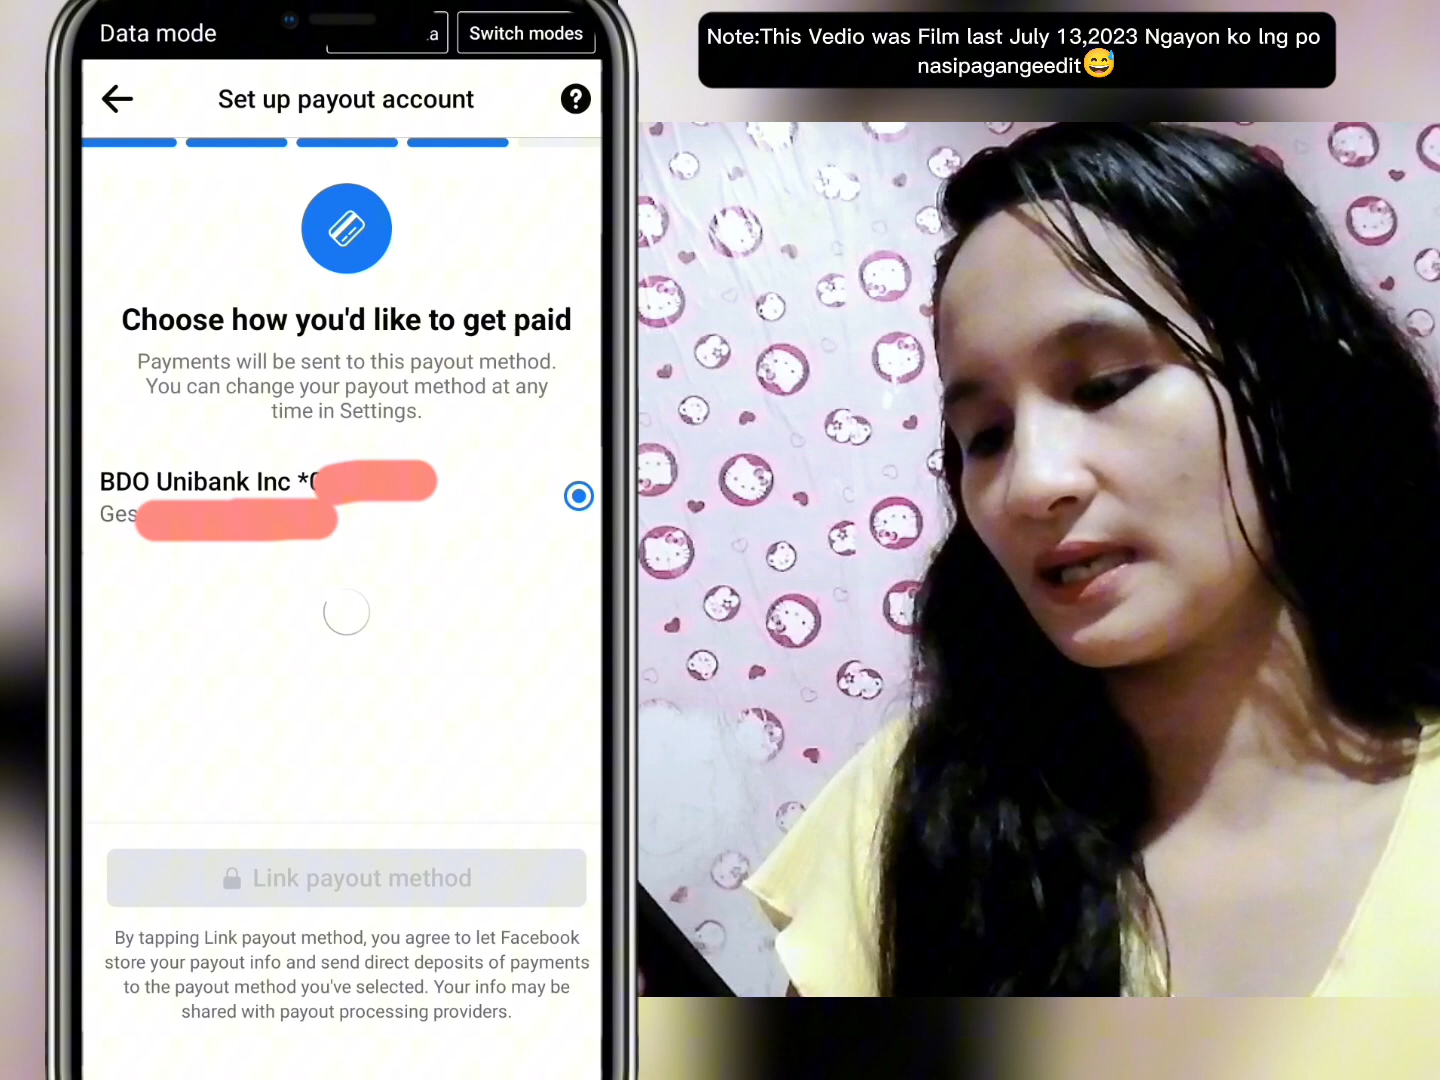 Data mode
Switch modes
Note:This Vedio was Film last July 13,2023 Ngayon ko lng po
nasipagangeedit😅
Set up payout account
Choose how you'd like to get paid
Payments will be sent to this payout method.
You can change your payout method at any
time in Settings.
BDO Unibank Inc
Link payout method
By tapping Link payout method, you agree to let Facebook
store your payout info and send direct deposits of payments
to the payout method you've selected. Your info may be
shared with payout processing providers.